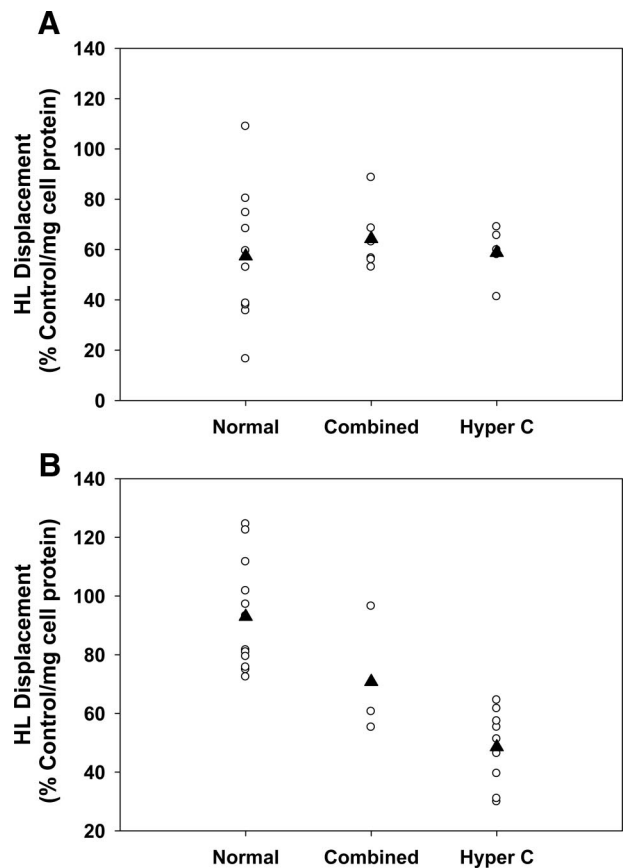 A
HL Displacement
(% Control/mg cell protein)
140
120
100
80
60
40
20
0
Normal Combined Hyper C
B
HL Displacement
(% Control/mg cell protein)
140
120
100
80
60
40
20
Normal Combined Hyper C